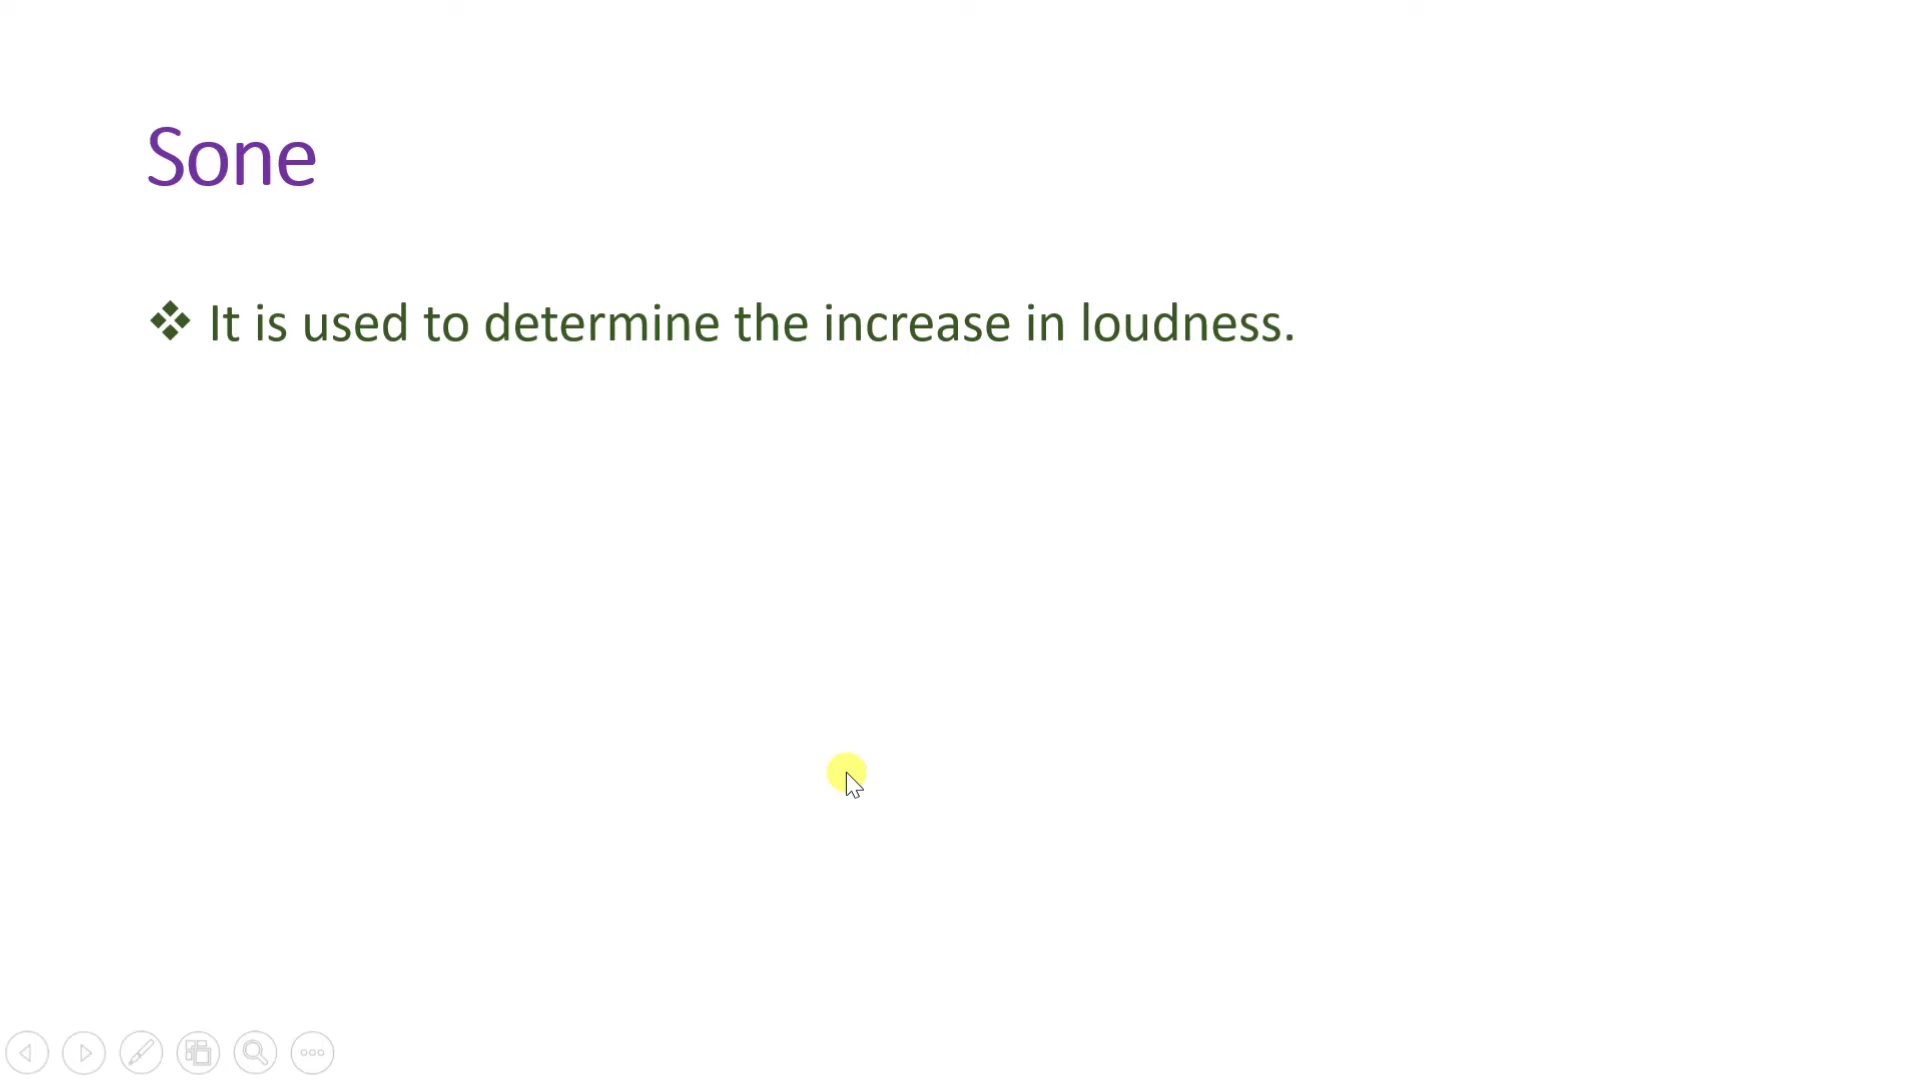 Sone
❖ It is used to determine the increase in loudness.